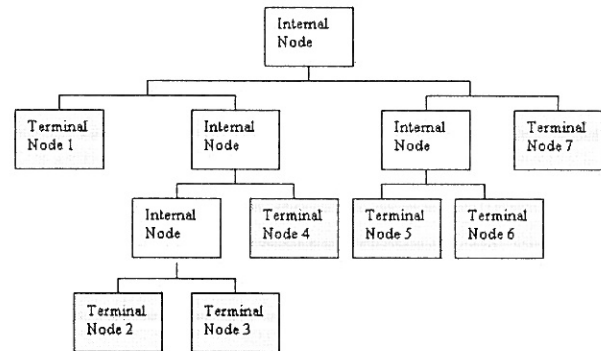 Internal
Node
Terminal
Node 1
Internal
Node
Internal
Node
Terminal
Node 7
Internal
Node
Terminal
Node 4
Terminal
Node 5
Terminal
Node 6
Terminal
Node 2
Terminal
Node 3